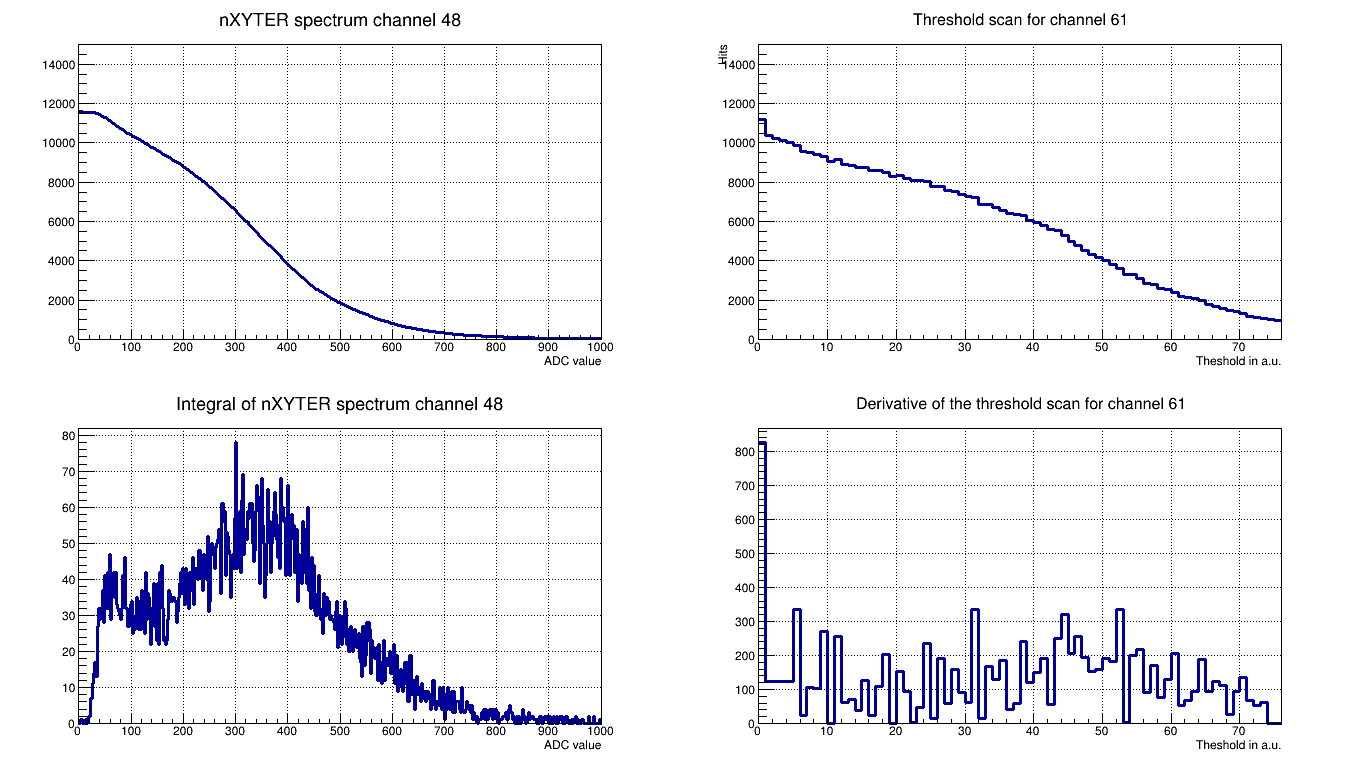 nXYTER spectrum channel 48
14000
12000
10000
8000
6000
4000
2000
0
0 100 200 300 400 500 600 700 800 900 1000
ADC value
Threshold scan for channel 61
Hits
14000
12000
10000
8000
6000
4000
2000
0
0 10 20 30 40 50 60 70
Theshold in a.u.
Integral of nXYTER spectrum channel 48
80
70
60
50
40
30
20
10
0
0 100 200 300 400 500 600 700 800 900 1000
ADC value
Derivative of the threshold scan for channel 61
800
700
600
500
400
300
200
100
0
0 10 20 30 40 50 60 70
Theshold in a.u.